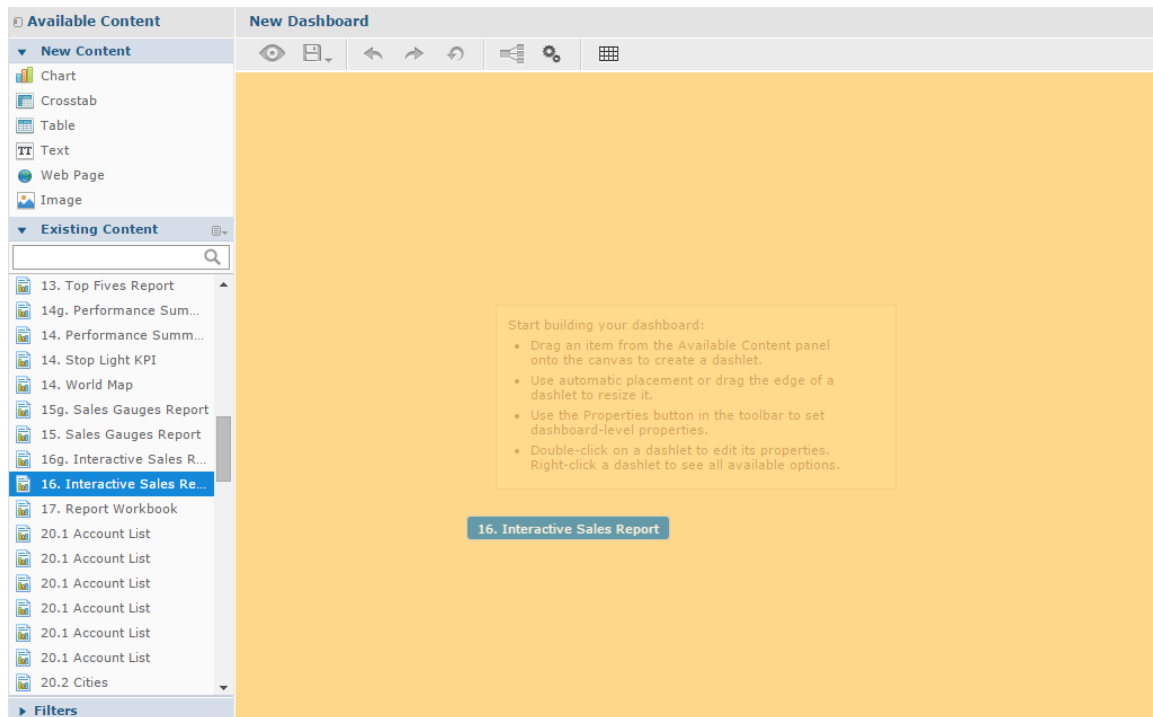 Available Content
New Dashboard
New Content
Chart
Crosstab
Table
TT Text
Web Page
Image
Existing Content
13. Top Fives Report
14g. Performance Sum...
14. Performance Summ...
14. Stop Light KPI
14. World Map
15g. Sales Gauges Report
15. Sales Gauges Report
16g. Interactive Sales R...
16. Interactive Sales Re...
17. Report Workbook
20.1 Account List
20.1 Account List
20.1 Account List
20.1 Account List
20.1 Account List
20.1 Account List
20.2 Cities
Filters
Start building your dashboard:
• Drag an item from the Available Content panel
onto the canvas to create a dashlet.
• Use automatic placement or drag the edge of a
dashlet to resize it.
• Use the Properties button in the toolbar to set
dashboard-level properties.
• Double-click on a dashlet to edit its properties.
Right-click a dashlet to see all available options.
16. Interactive Sales Report